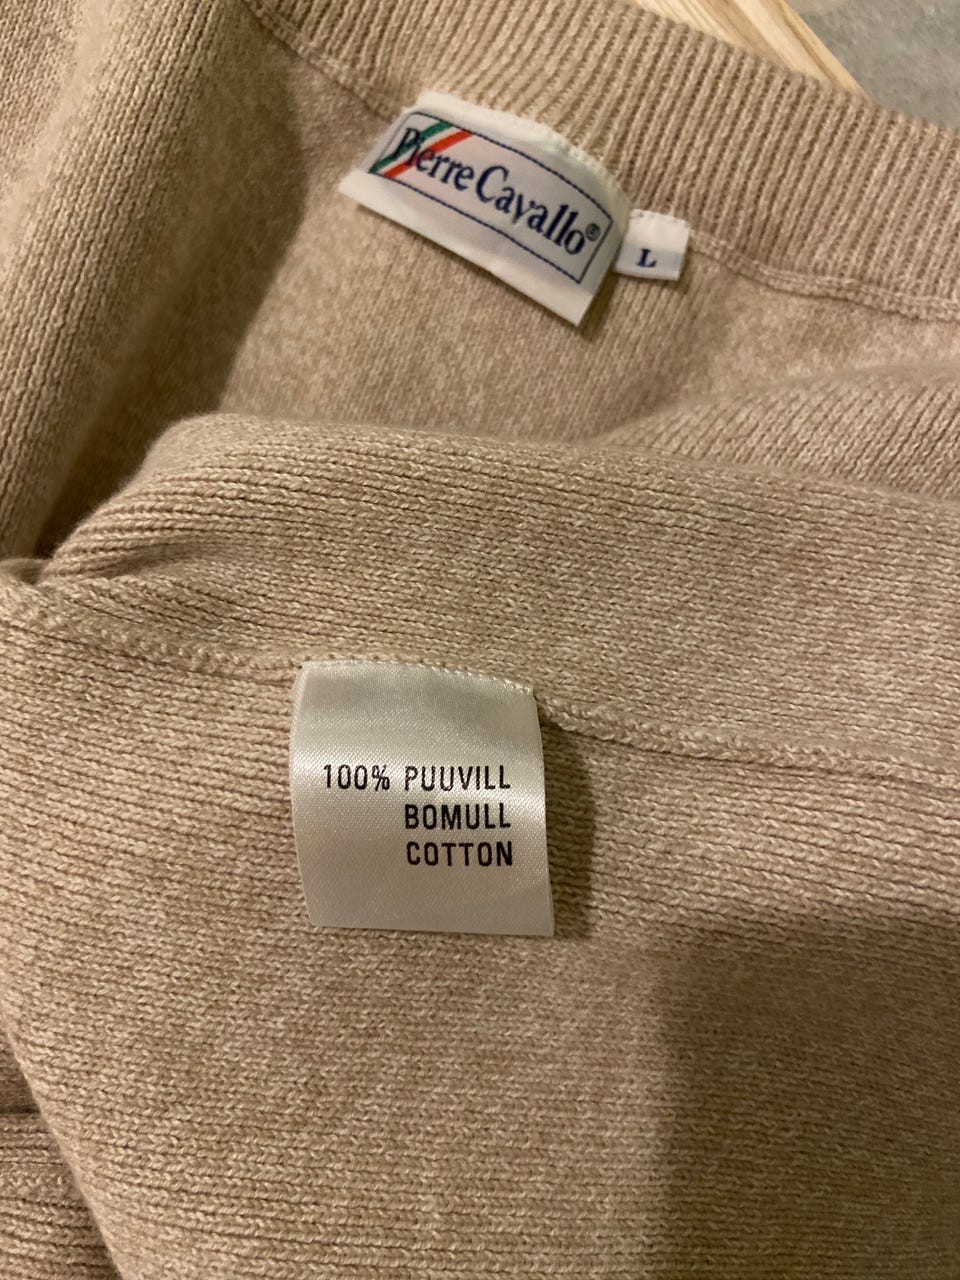 Pierre Cavallo®
L
100% PUUVILL
BOMULL
COTTON